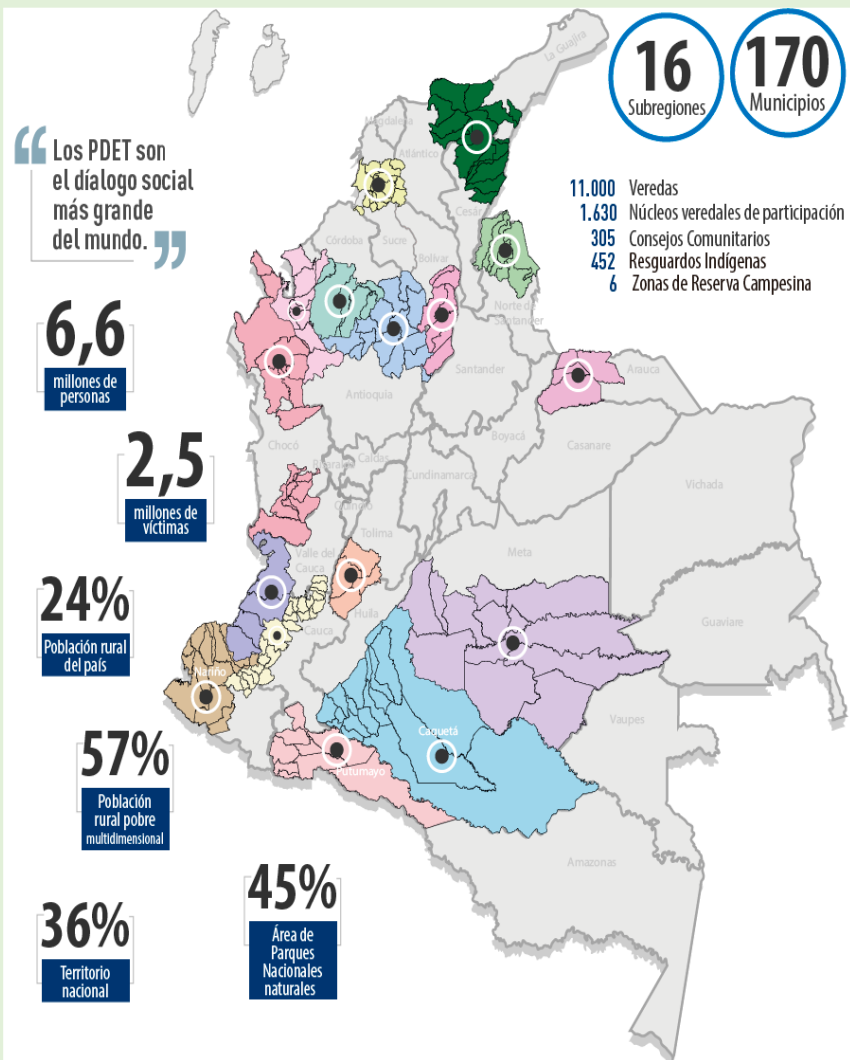 16
Subregiones
170
Municipios
“ Los PDET son
el díalogo social
más grande
del mundo. ”
11.000 Veredas
1.630 Núcleos veredales de participación
305 Consejos Comunitarios
452 Resguardos Indígenas
6 Zonas de Reserva Campesina
6,6
millones de
personas
2,5
millones de
víctimas
24%
Población rural
del país
57%
Población
rural pobre
multidimensional
36%
Territorio
nacional
45%
Área de
Parques
Nacionales
naturales
La Guajira
Magdalena
Atlántico
Cesar
Córdoba
Sucre
Bolívar
Norte de
Santander
Antioquía
Santander
Arauca
Chocó
Caldas
Boyacá
Casanare
Cundinamarca
Vichada
Tolima
Valle del
Cauca
Meta
Huila
Cauca
Guaviare
Nariño
Vaupes
Caquetá
Putumayo
Amazonas